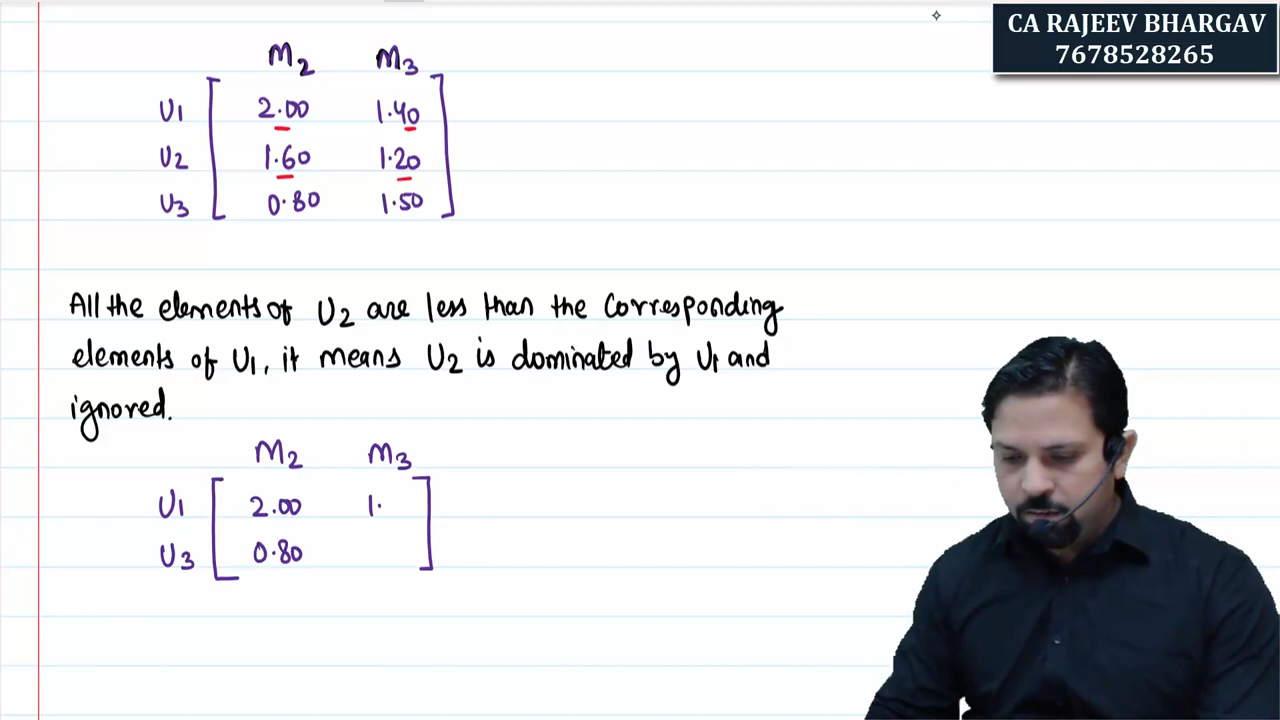 CA RAJEEV BHARGAV
7678528265
M2 M3
U1 2.00 1.40
U2 1.60 1.20
U3 0.80 1.50
All the elements of U2 are less than the corresponding
elements of U1, it means U2 is dominated by U1 and
ignored.
M2 M3
U1 2.00 1.
U3 0.80